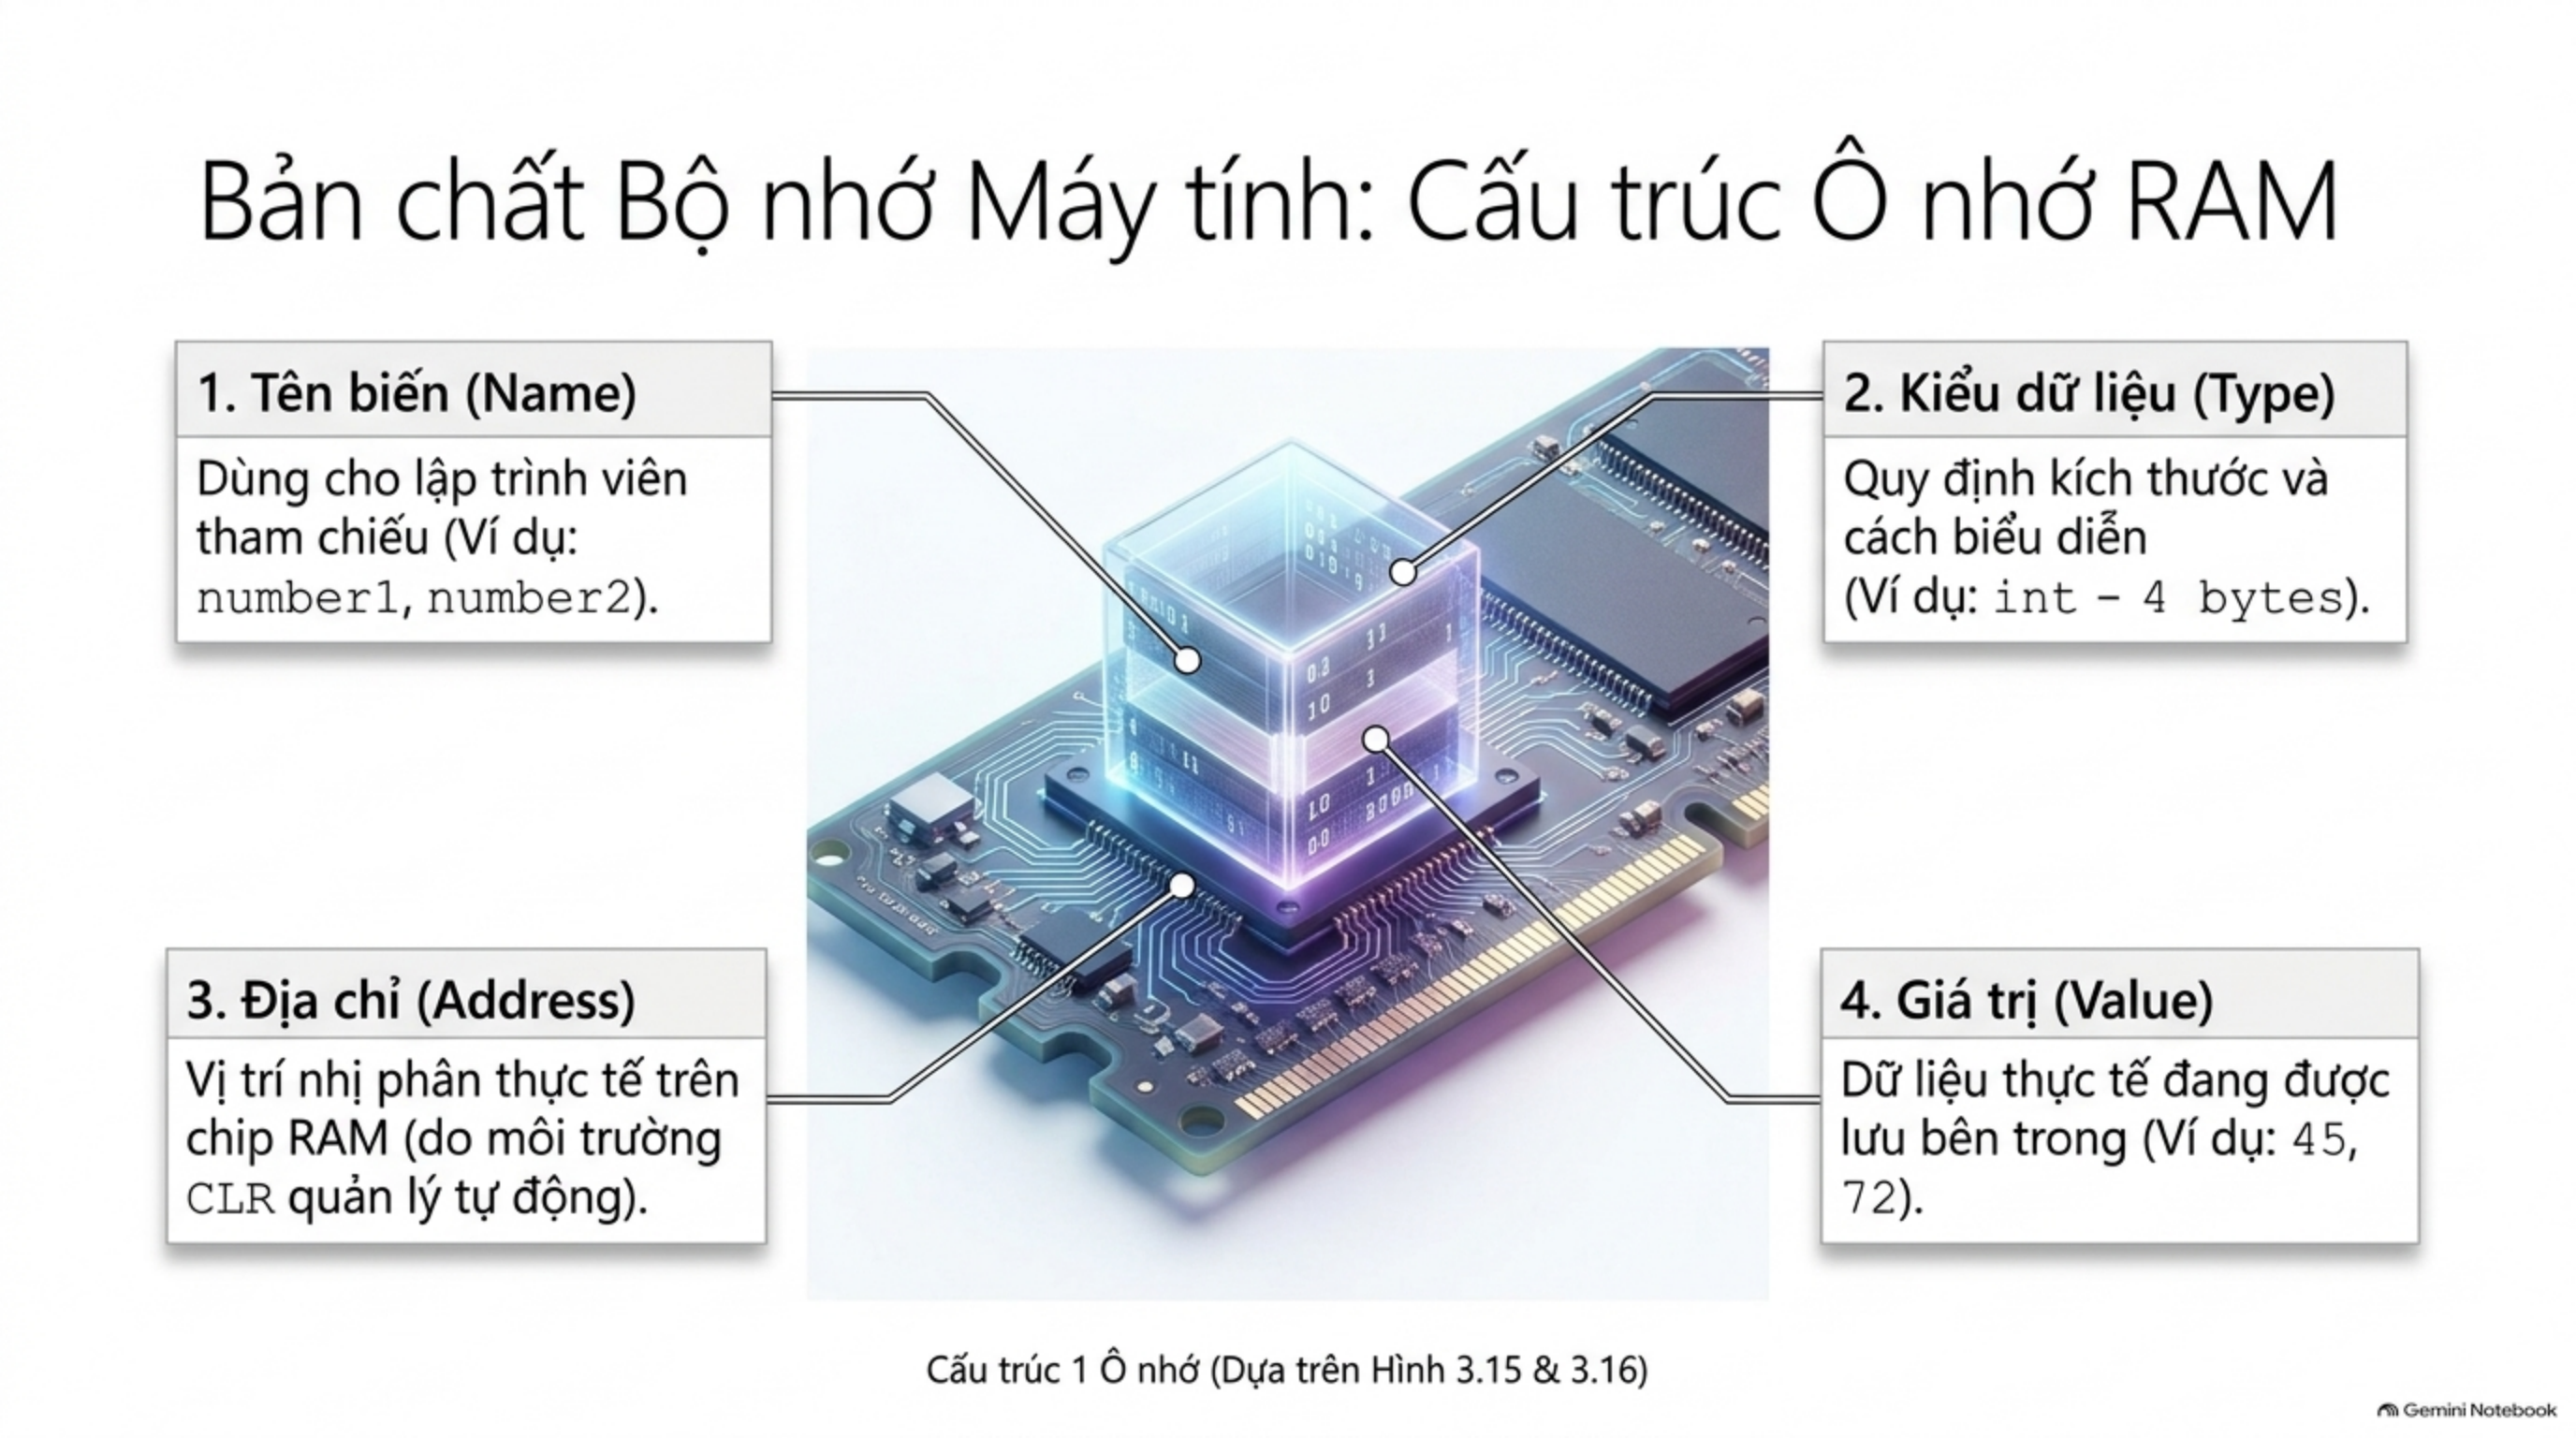 Bản chất Bộ nhớ Máy tính: Cấu trúc Ô nhớ RAM
1. Tên biến (Name)
Dùng cho lập trình viên
tham chiếu (Ví dụ:
number1, number2).
2. Kiểu dữ liệu (Type)
Quy định kích thước và
cách biểu diễn
(Ví dụ: int – 4 bytes).
3. Địa chỉ (Address)
Vị trí nhị phân thực tế trên
chip RAM (do môi trường
CLR quản lý tự động).
4. Giá trị (Value)
Dữ liệu thực tế đang được
lưu bên trong (Ví dụ: 45,
72).
Cấu trúc 1 Ô nhớ (Dựa trên Hình 3.15 & 3.16)
Gemini Notebook